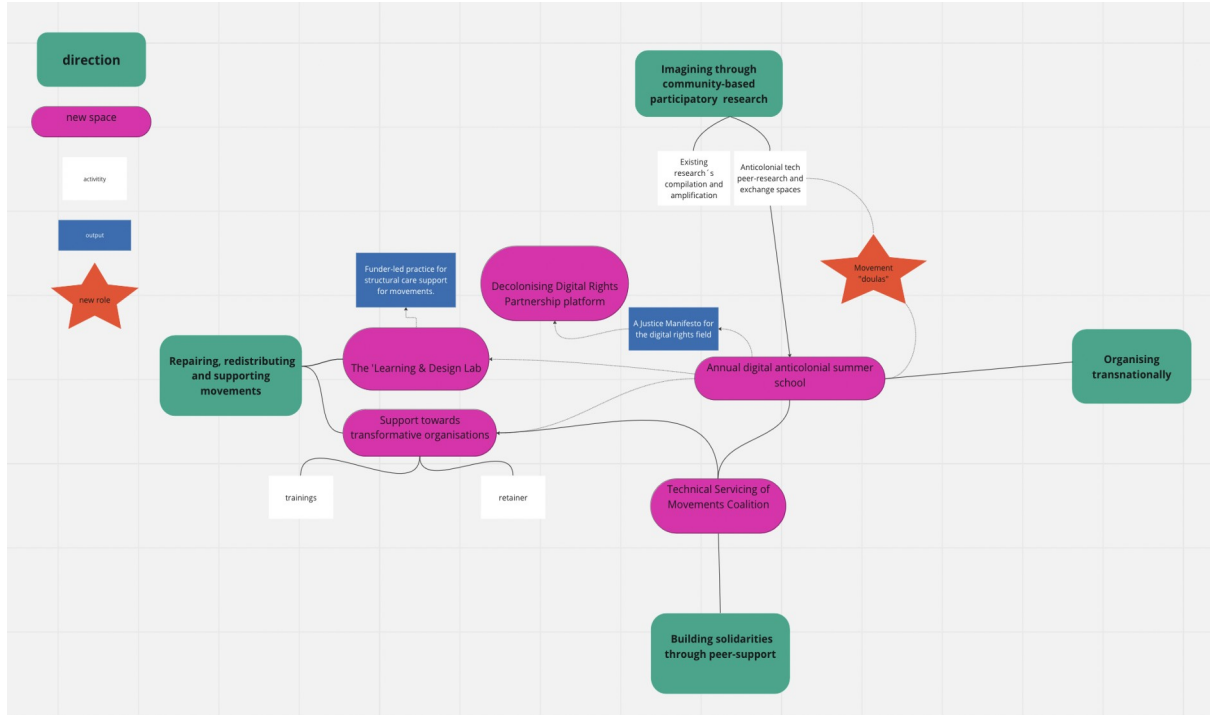 direction
new space
activitity
output
new role
Imagining through
community-based
participatory research
Existing
research´s
compilation and
amplification
Anticolonial tech
peer-research and
exchange spaces
Movement
"doulas"
Funder-led practice for
structural care support
for movements.
Decolonising Digital Rights
Partnership platform
A Justice Manifesto for
the digital rights field
Repairing, redistributing
and supporting
movements
The 'Learning & Design Lab
Annual digital anticolonial summer
school
Organising
transnationally
Support towards
transformative organisations
trainings
retainer
Technical Servicing of
Movements Coalition
Building solidarities
through peer-support